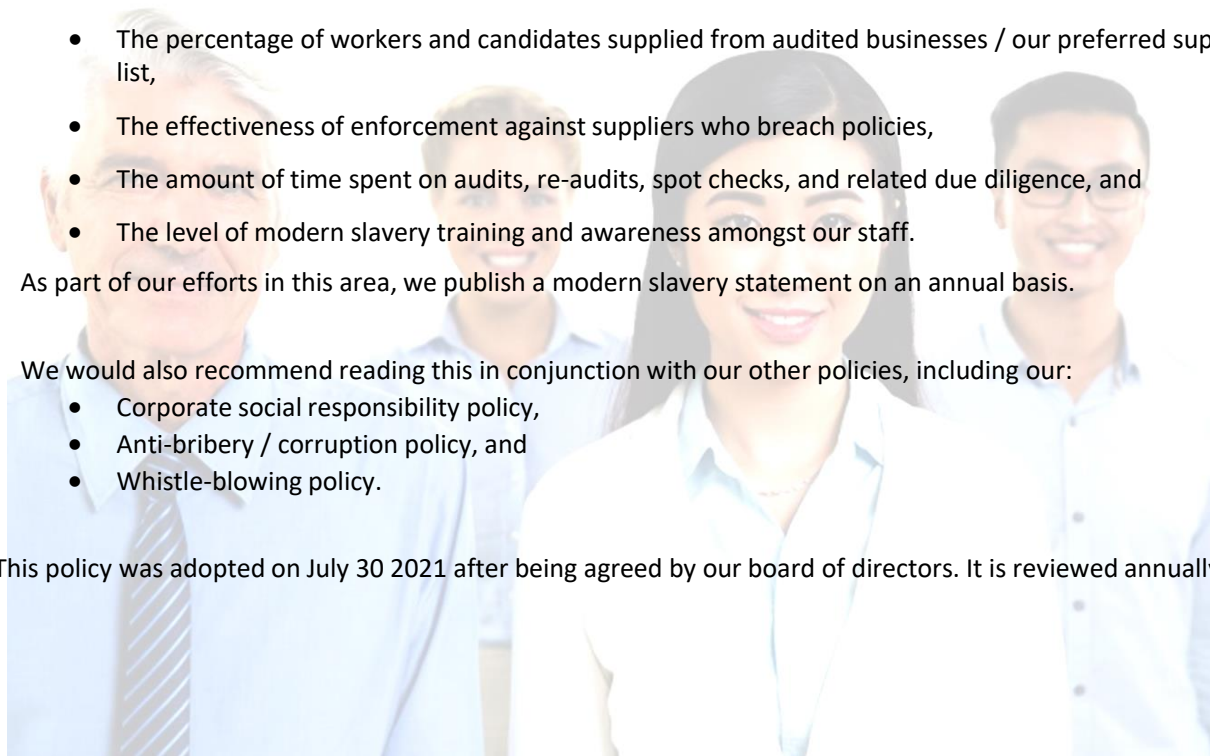 • The percentage of workers and candidates supplied from audited businesses / our preferred sup
list,
• The effectiveness of enforcement against suppliers who breach policies,
• The amount of time spent on audits, re-audits, spot checks, and related due diligence, and
• The level of modern slavery training and awareness amongst our staff.
As part of our efforts in this area, we publish a modern slavery statement on an annual basis.
We would also recommend reading this in conjunction with our other policies, including our:
• Corporate social responsibility policy,
• Anti-bribery / corruption policy, and
• Whistle-blowing policy.
This policy was adopted on July 30 2021 after being agreed by our board of directors. It is reviewed annually